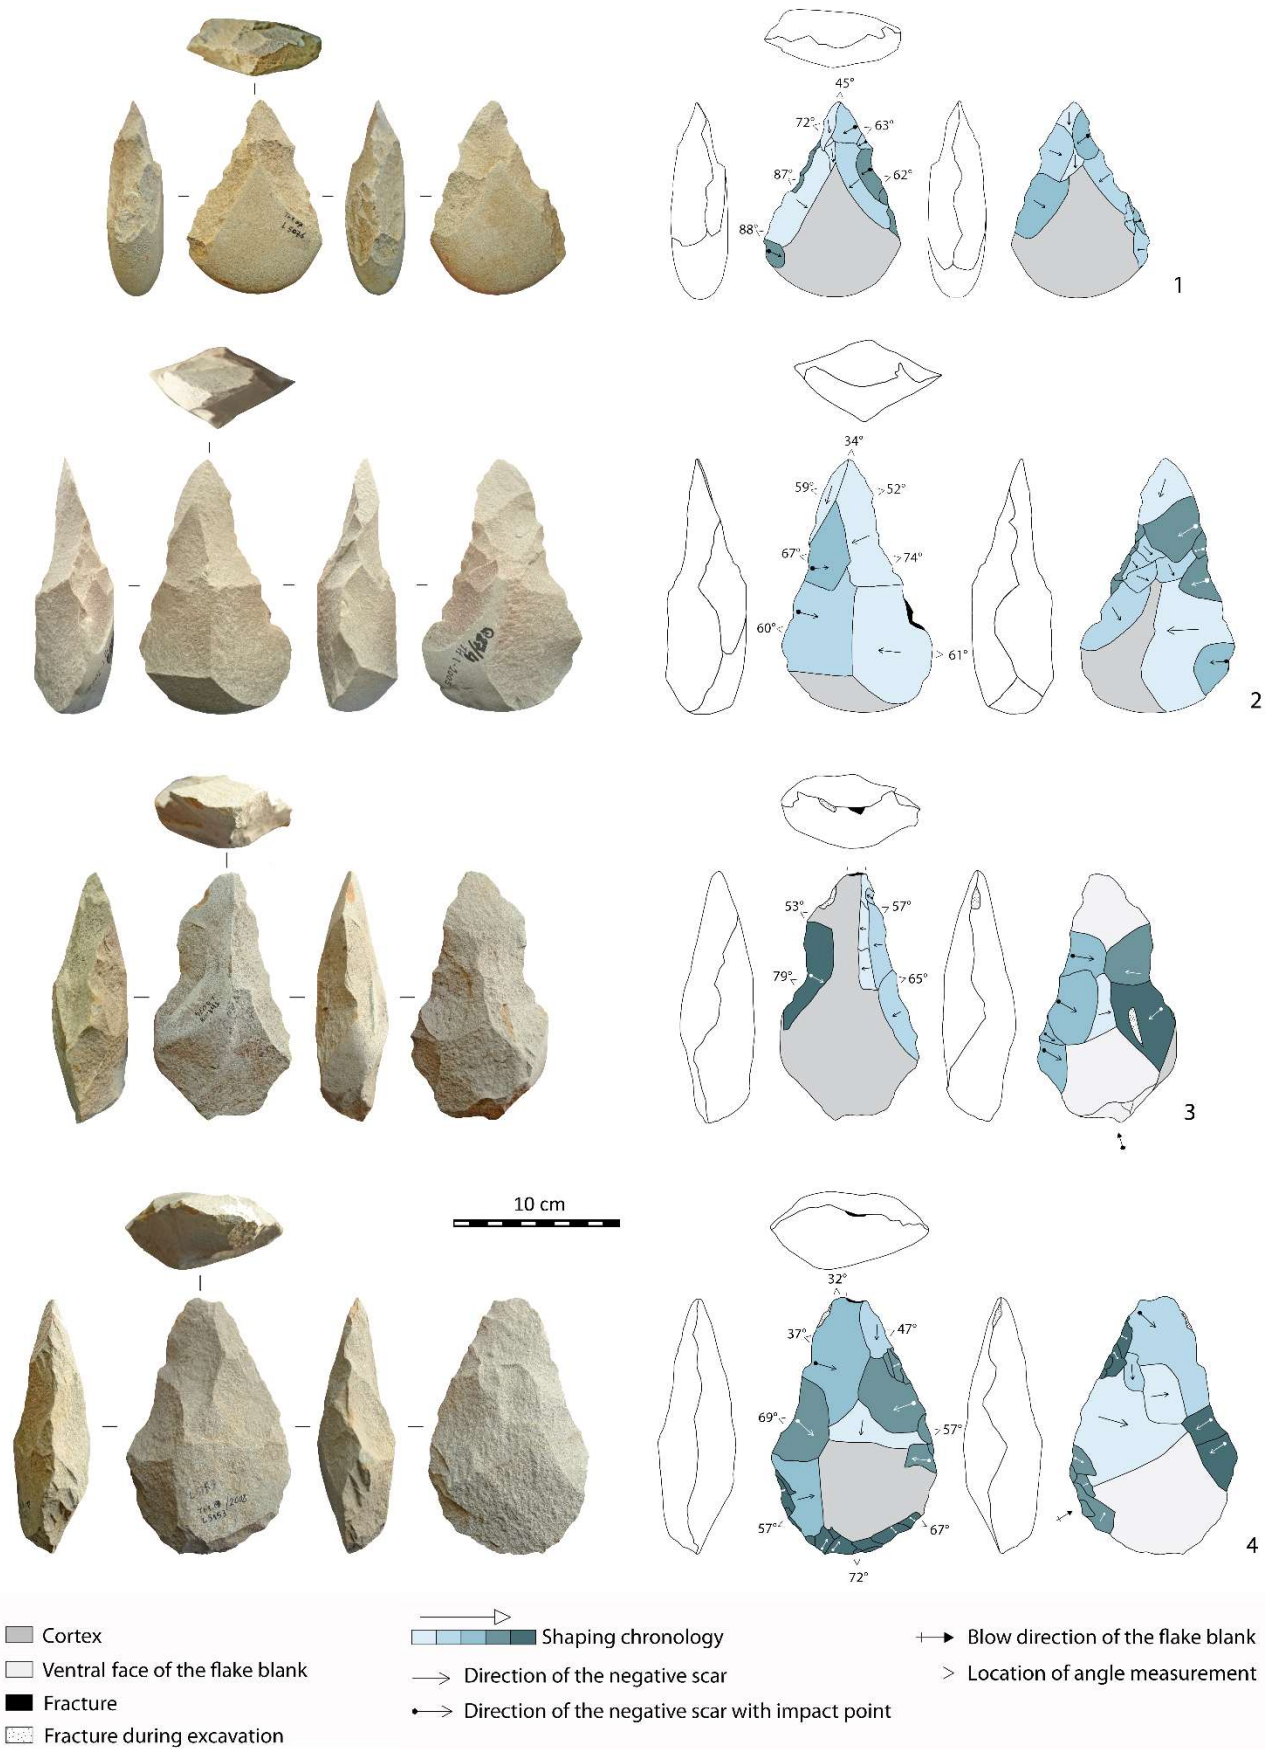 45°
72°
63°
87°
62°
88°
1
34°
59°
52°
67°
74°
60°
61°
2
53°
57°
79°
65°
3
10 cm
32°
37°
47°
69°
57°
57°
67°
72°
4
Cortex
Ventral face of the flake blank
Fracture
Fracture during excavation
Shaping chronology
Direction of the negative scar
Direction of the negative scar with impact point
Blow direction of the flake blank
Location of angle measurement